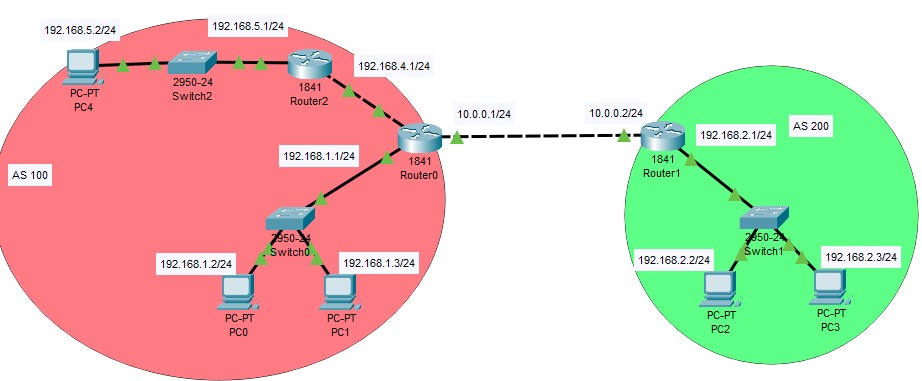 192.168.5.2/24
192.168.5.1/24
PC-PT
PC4
2950-24
Switch2
1841
Router2
192.168.4.1/24
10.0.0.1/24
10.0.0.2/24
AS 200
192.168.2.1/24
1841
Router0
1841
Router1
192.168.1.1/24
AS 100
2950-24
Switch0
2950-24
Switch1
192.168.1.2/24
192.168.1.3/24
192.168.2.2/24
192.168.2.3/24
PC-PT
PC0
PC-PT
PC1
PC-PT
PC2
PC-PT
PC3